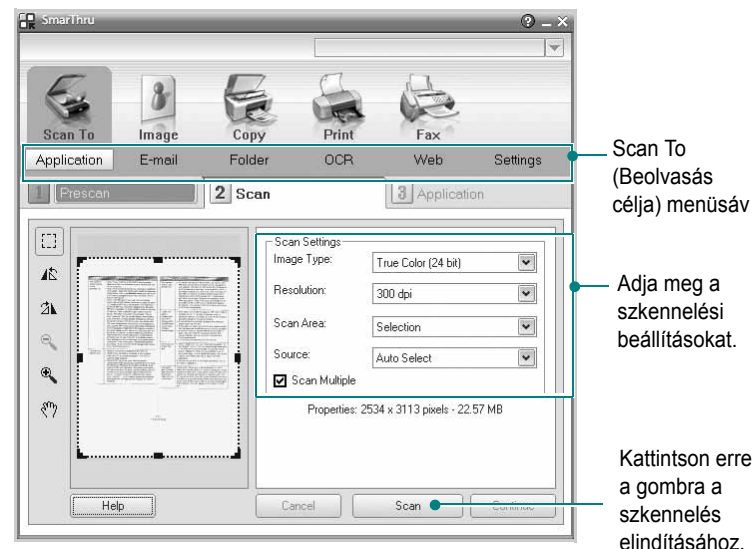 SmarThru
Scan To Image Copy Print Fax
Application E-mail Folder OCR Web Settings
1 Prescan 2 Scan 3 Application
Scan Settings
Image Type: True Color (24 bit)
Resolution: 300 dpi
Scan Area: Selection
Source: Auto Select
Scan Multiple
Properties: 2534 x 3113 pixels - 22.57 MB
Help Cancel Scan Continue
Scan To
(Beolvasás
célja) menüsáv
Adja meg a
szkennelési
beállításokat.
Kattintson erre
a gombra a
szkennelés
elindításához.